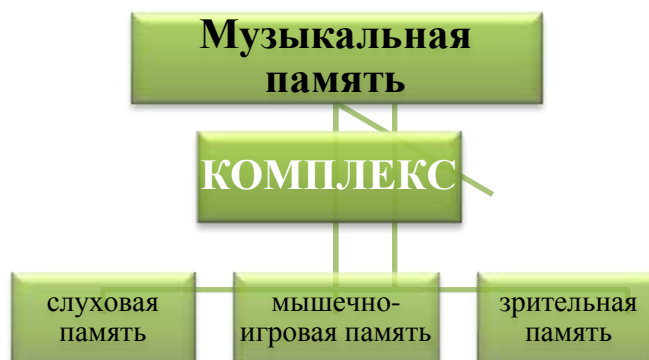 Музыкальная
память
КОМПЛЕКС
слуховая
память
мышечно-
игровая память
зрительная
память